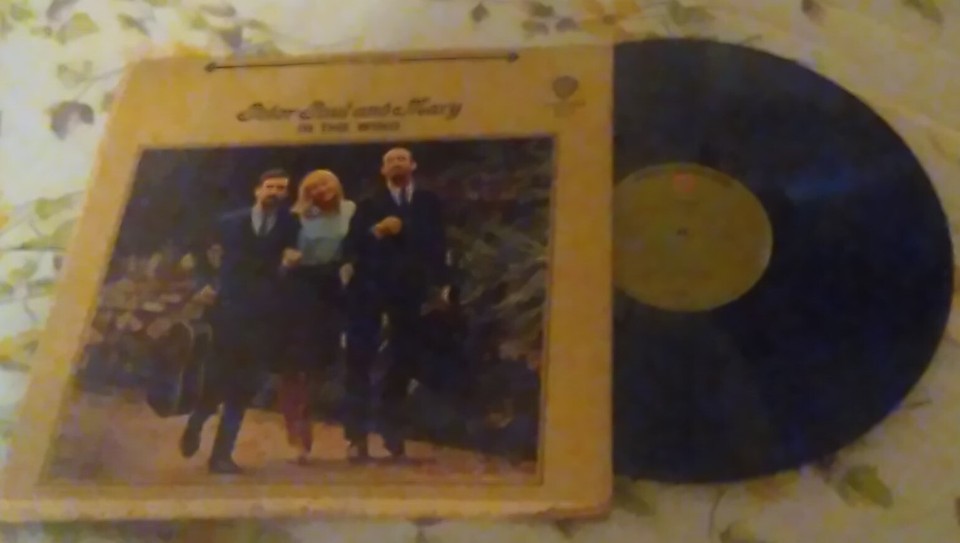 Peter Paul and Mary
IN THE WIND